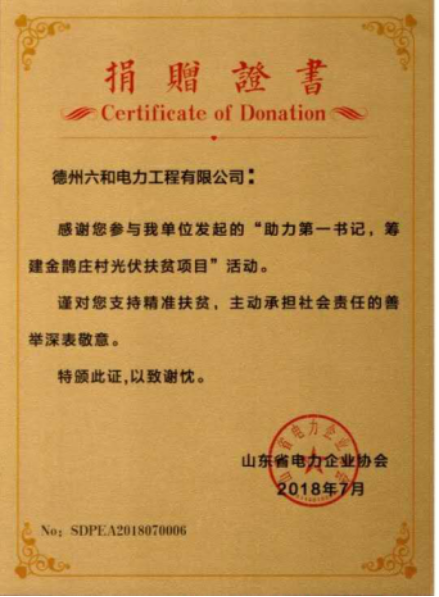 捐贈證書
Certificate of Donation
德州六和电力工程有限公司：
感谢您参与我单位发起的“助力第一书记，筹
建金鹊庄村光伏扶贫项目”活动。
谨对您支持精准扶贫，主动承担社会责任的善
举深表敬意。
特颁此证,以致谢忱。
山东省电力企业协会
2018年7月
No: SDPEA2018070006